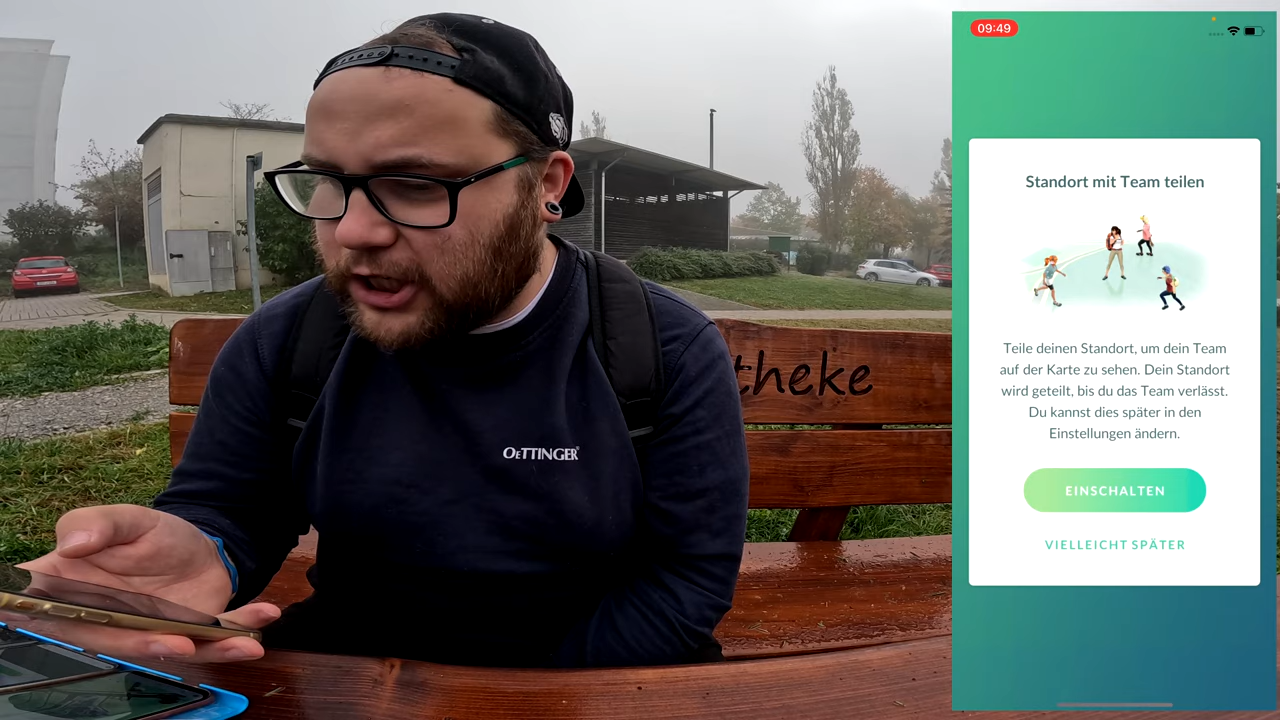 09:49
Standort mit Team teilen
Teile deinen Standort, um dein Team
auf der Karte zu sehen. Dein Standort
wird geteilt, bis du das Team verlässt.
Du kannst dies später in den
Einstellungen ändern.
EINSCHALTEN
VIELLEICHT SPÄTER
theke
OeTTINGER